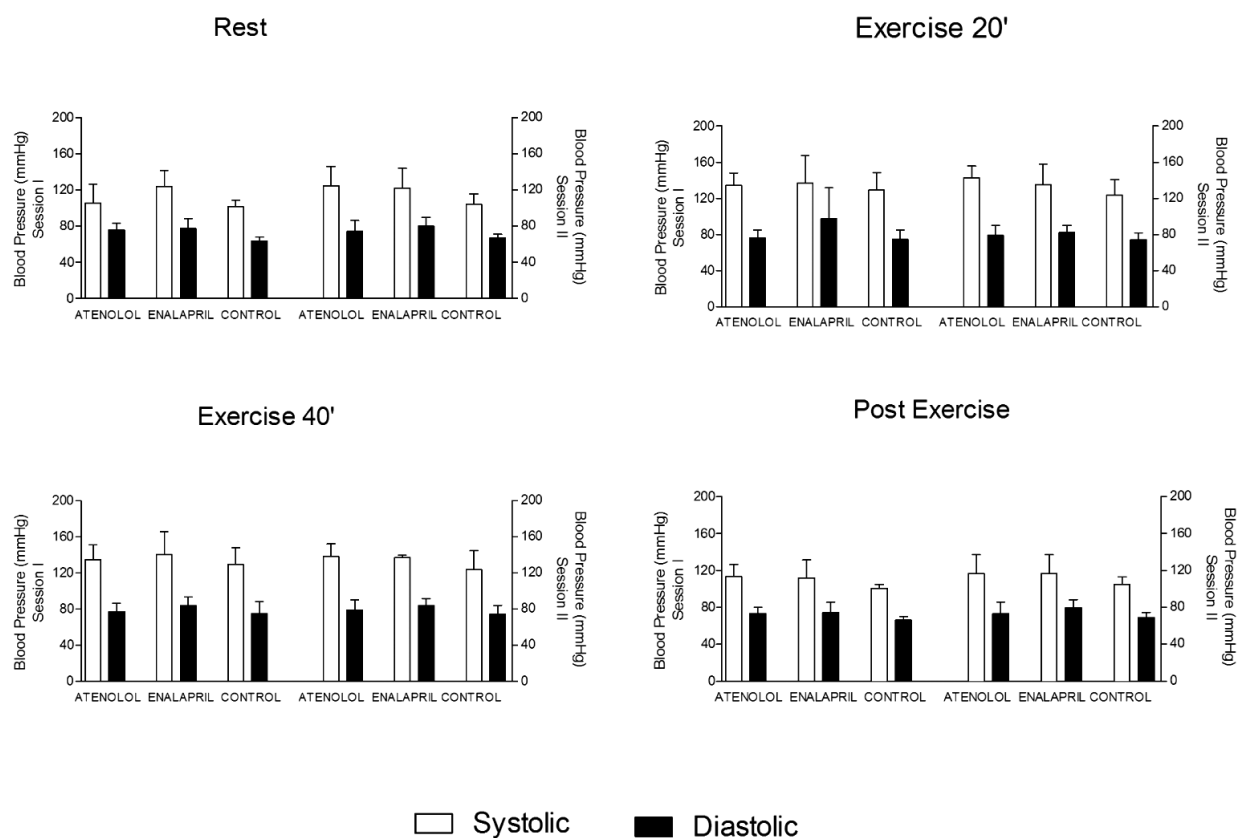 Rest
Blood Pressure (mmHg)
Session I
200
160
120
80
40
0
200
160
120
80
40
0
Blood Pressure (mmHg)
Session II
ATENOLOL ENALAPRIL CONTROL ATENOLOL ENALAPRIL CONTROL
Exercise 20'
Blood Pressure (mmHg)
Session I
200
160
120
80
40
0
200
160
120
80
40
0
Blood Pressure (mmHg)
Session II
ATENOLOL ENALAPRIL CONTROL ATENOLOL ENALAPRIL CONTROL
Exercise 40'
Blood Pressure (mmHg)
Session I
200
160
120
80
40
0
200
160
120
80
40
0
Blood Pressure (mmHg)
Session II
ATENOLOL ENALAPRIL CONTROL ATENOLOL ENALAPRIL CONTROL
Post Exercise
Blood Pressure (mmHg)
Session I
200
160
120
80
40
0
200
160
120
80
40
0
Blood Pressure (mmHg)
Session II
ATENOLOL ENALAPRIL CONTROL ATENOLOL ENALAPRIL CONTROL
Systolic Diastolic